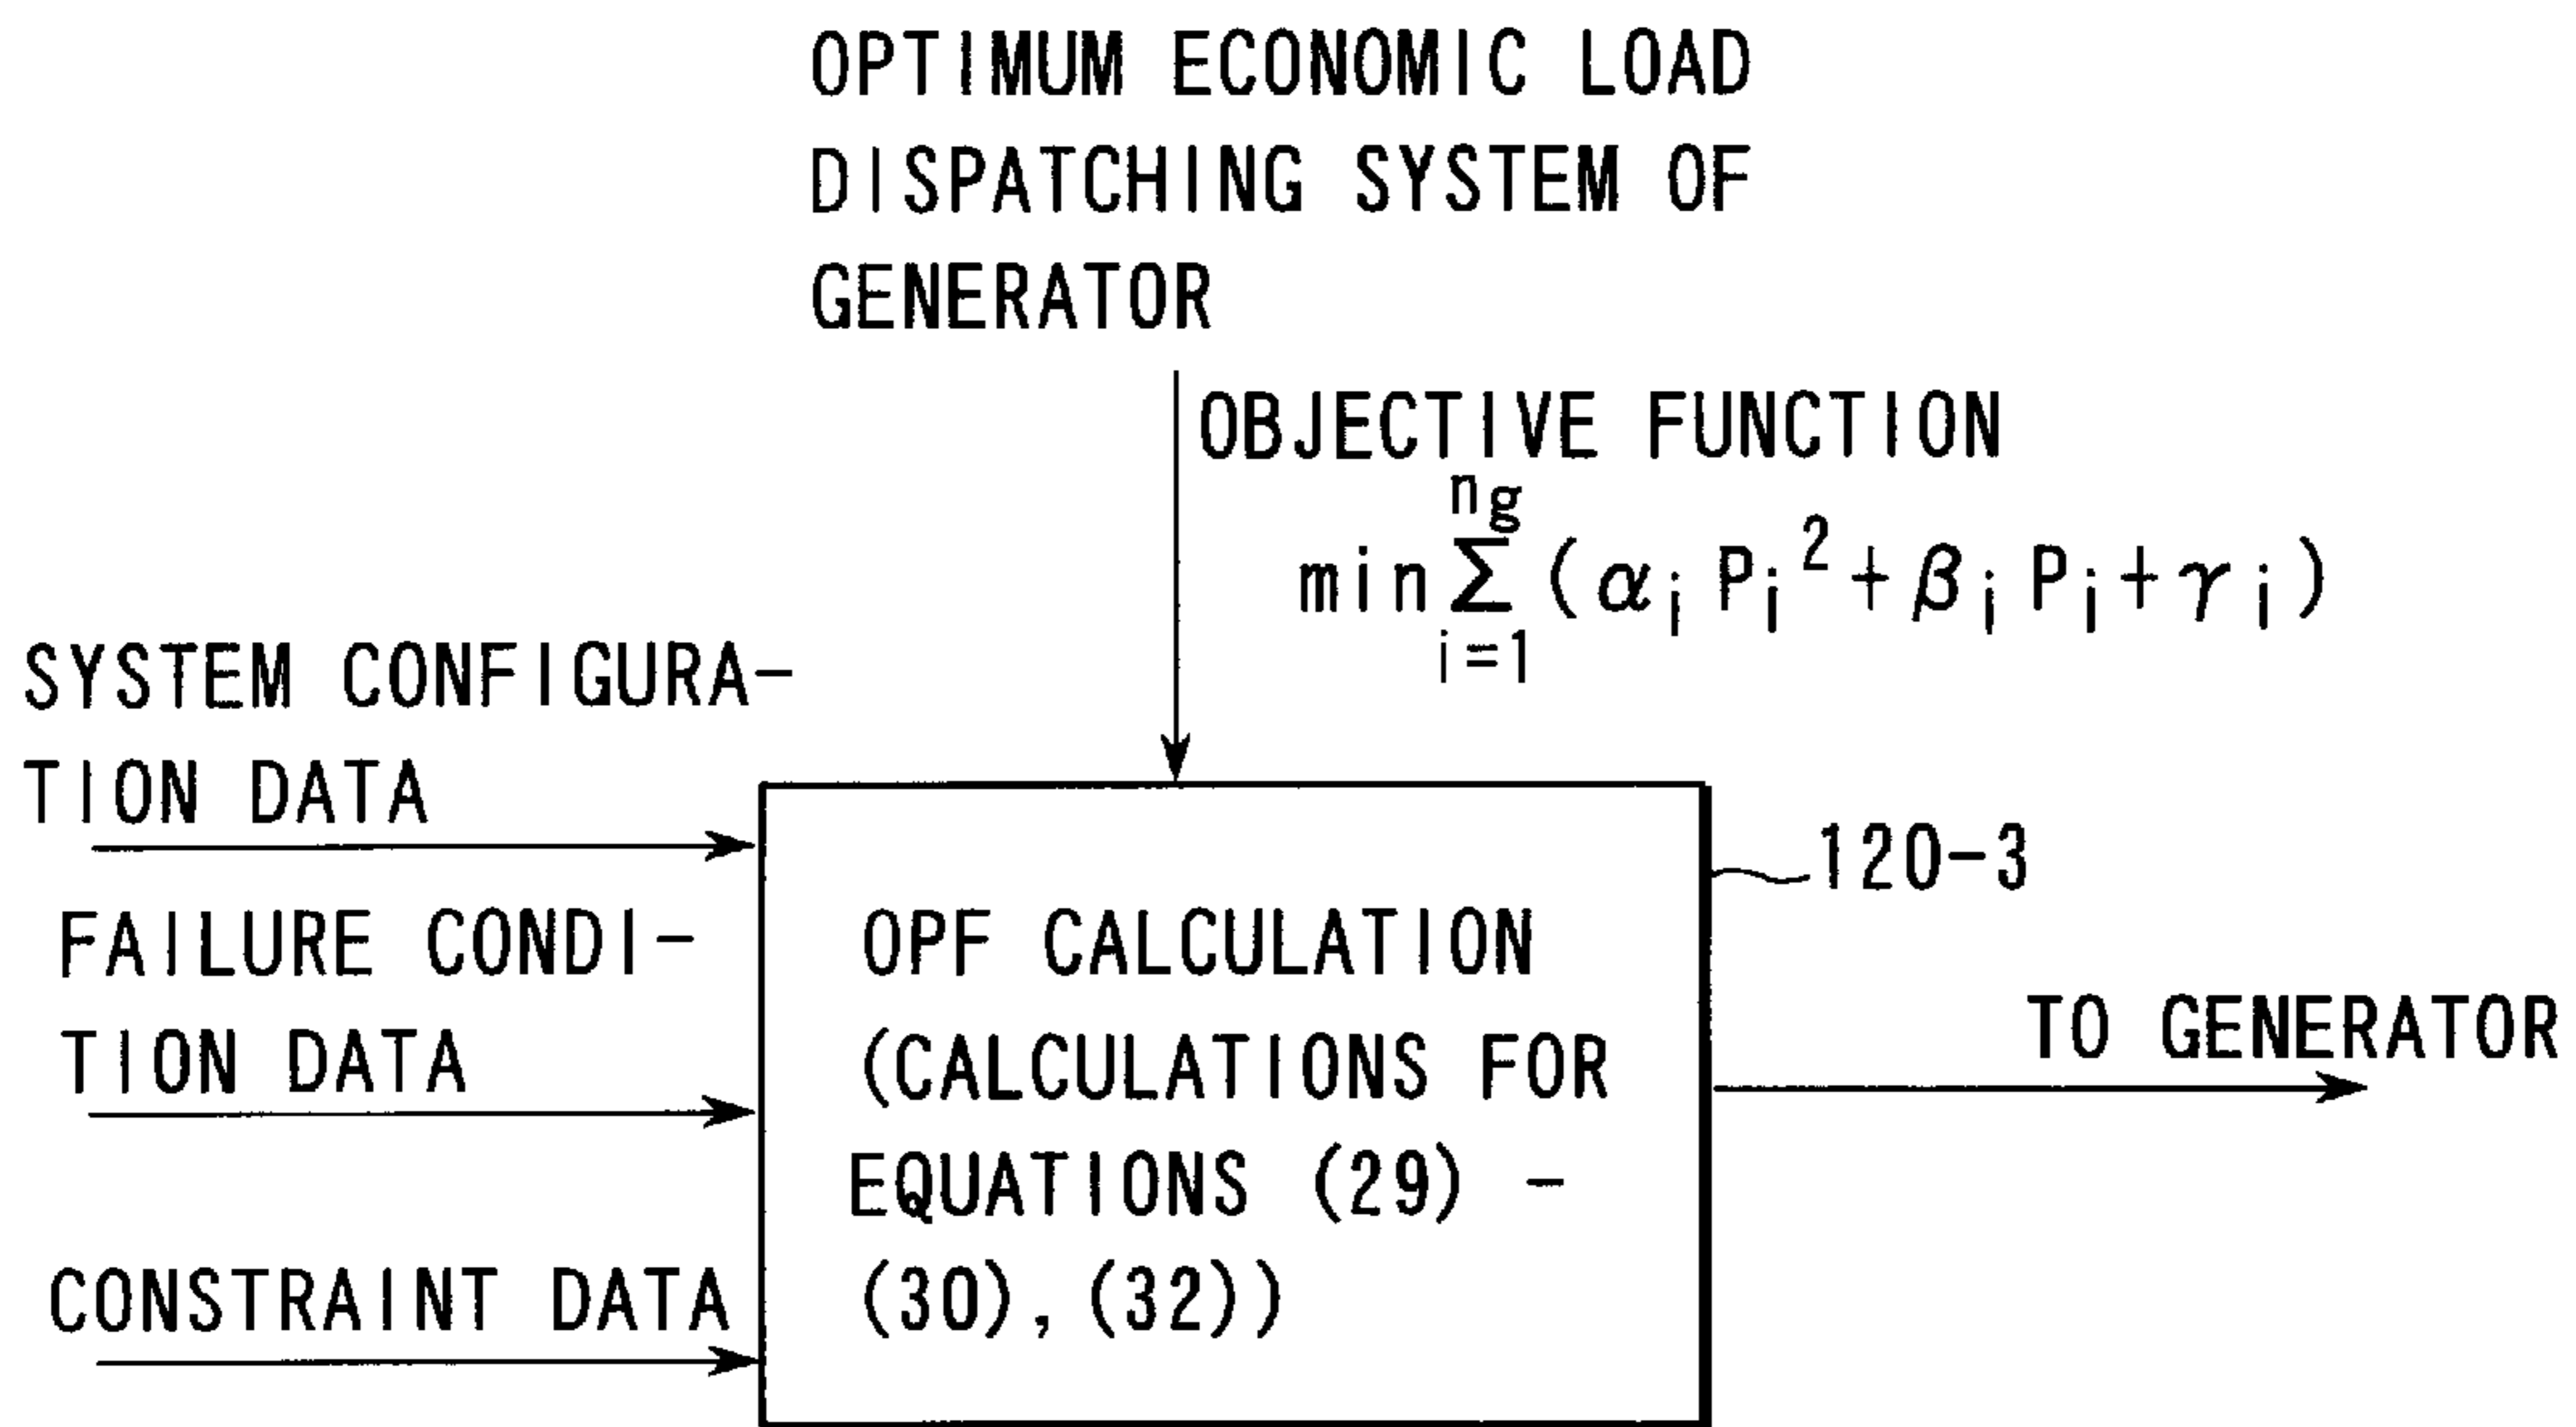 OPTIMUM ECONOMIC LOAD
DISPATCHING SYSTEM OF
GENERATOR
OBJECTIVE FUNCTION
n_g
min Σ (α_i P_i^2 + β_i P_i + γ_i)
i=1
SYSTEM CONFIGURA-
TION DATA
FAILURE CONDI-
TION DATA
CONSTRAINT DATA
OPF CALCULATION
(CALCULATIONS FOR
EQUATIONS (29) -
(30), (32))
120-3
TO GENERATOR